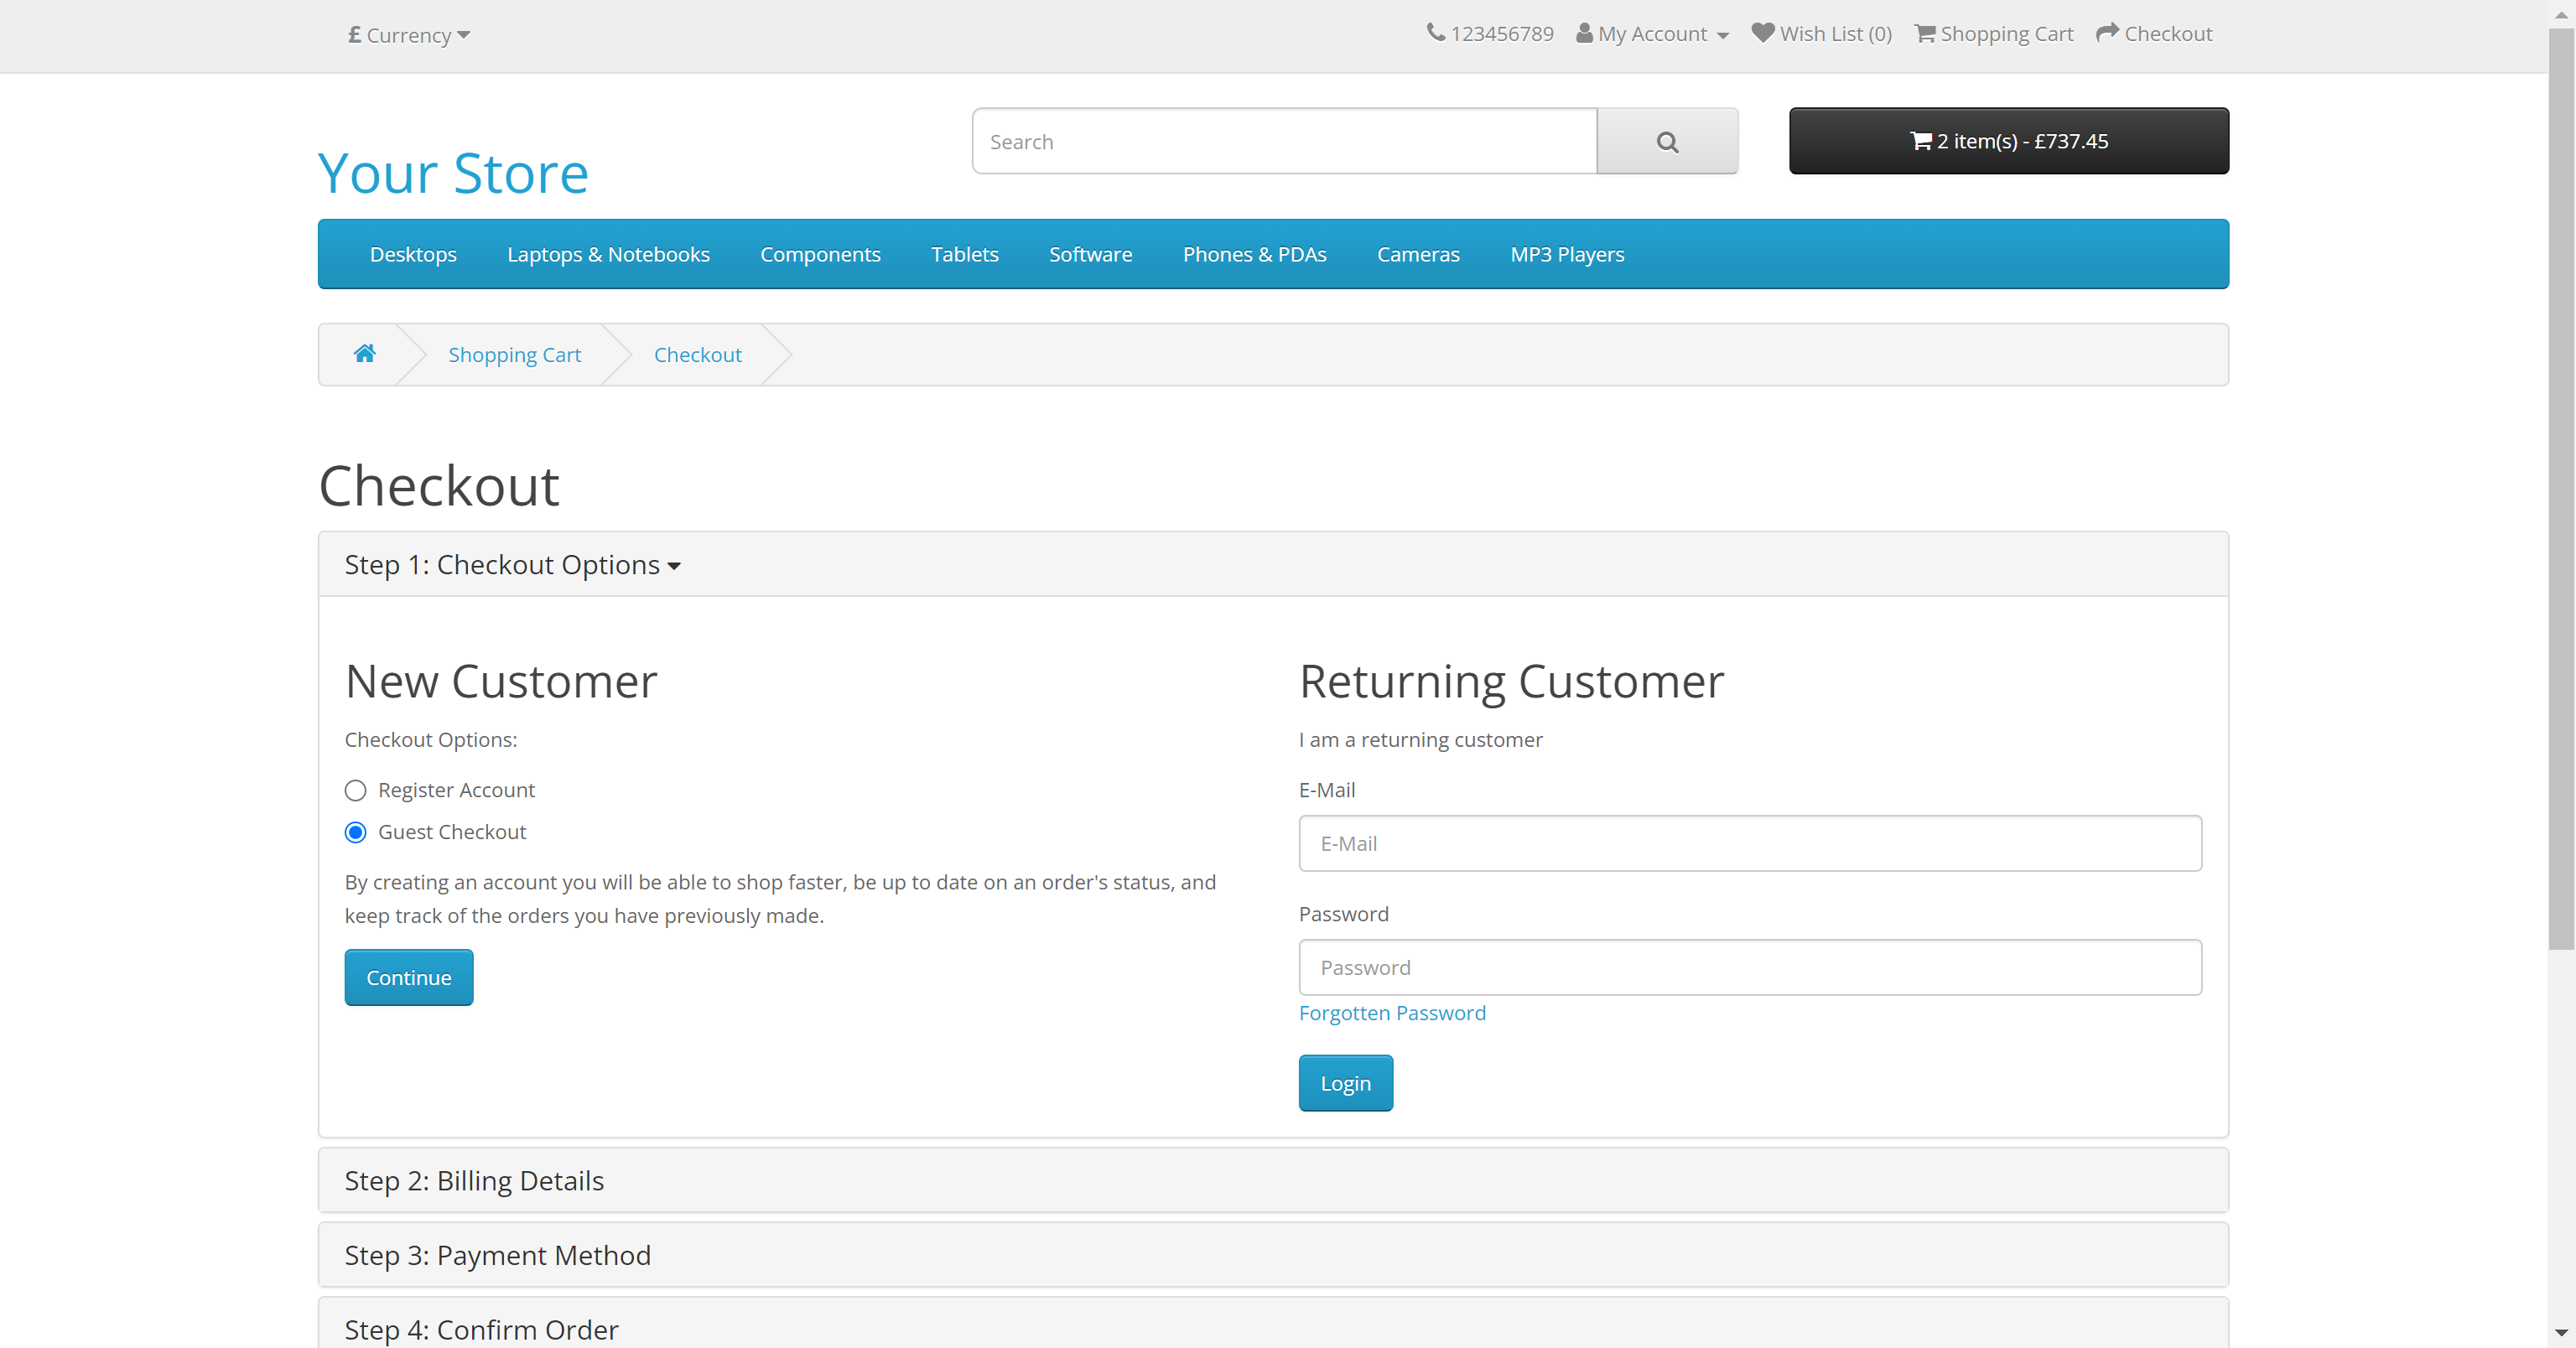 £ Currency
123456789 My Account Wish List (0) Shopping Cart Checkout
Your Store
Search
2 item(s) - £737.45
Desktops Laptops & Notebooks Components Tablets Software Phones & PDAs Cameras MP3 Players
Shopping Cart Checkout
Checkout
Step 1: Checkout Options
New Customer
Checkout Options:
Register Account
Guest Checkout
By creating an account you will be able to shop faster, be up to date on an order's status, and
keep track of the orders you have previously made.
Continue
Returning Customer
I am a returning customer
E-Mail
E-Mail
Password
Password
Forgotten Password
Login
Step 2: Billing Details
Step 3: Payment Method
Step 4: Confirm Order